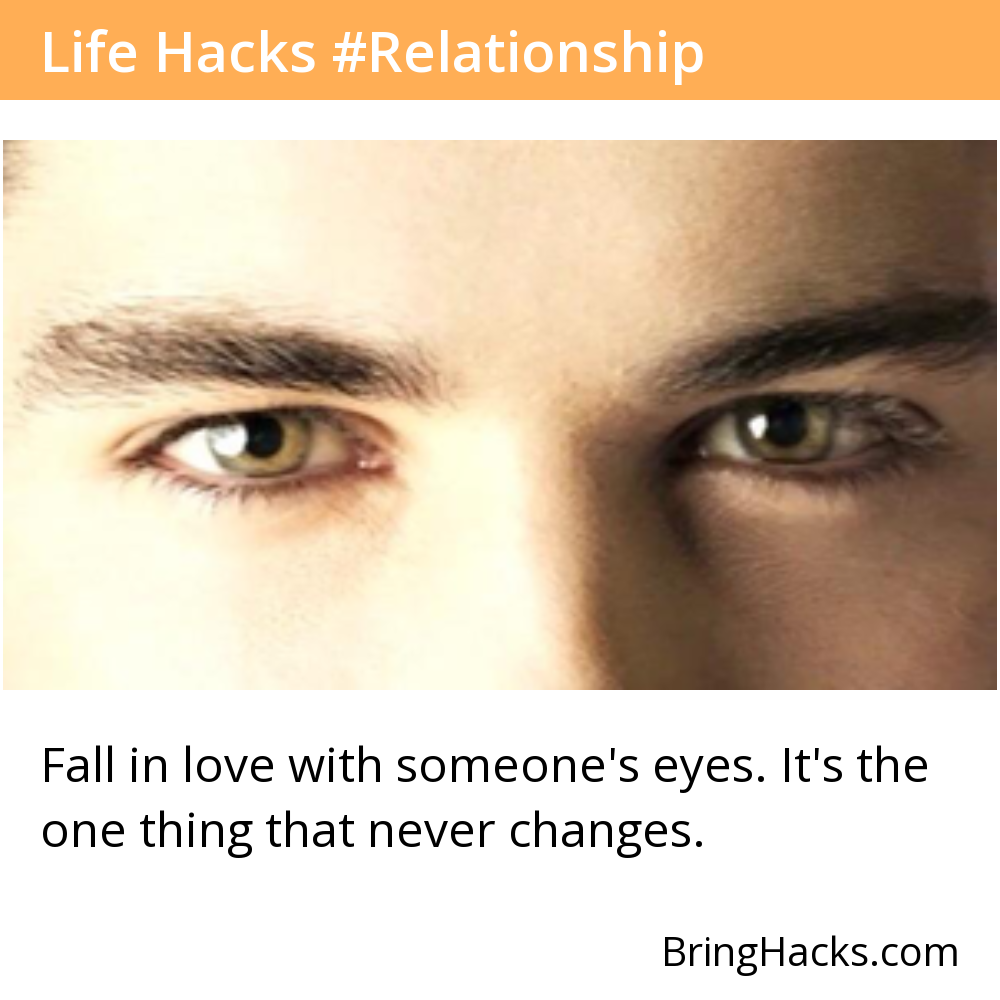 Life Hacks #Relationship
Fall in love with someone's eyes. It's the
one thing that never changes.
BringHacks.com